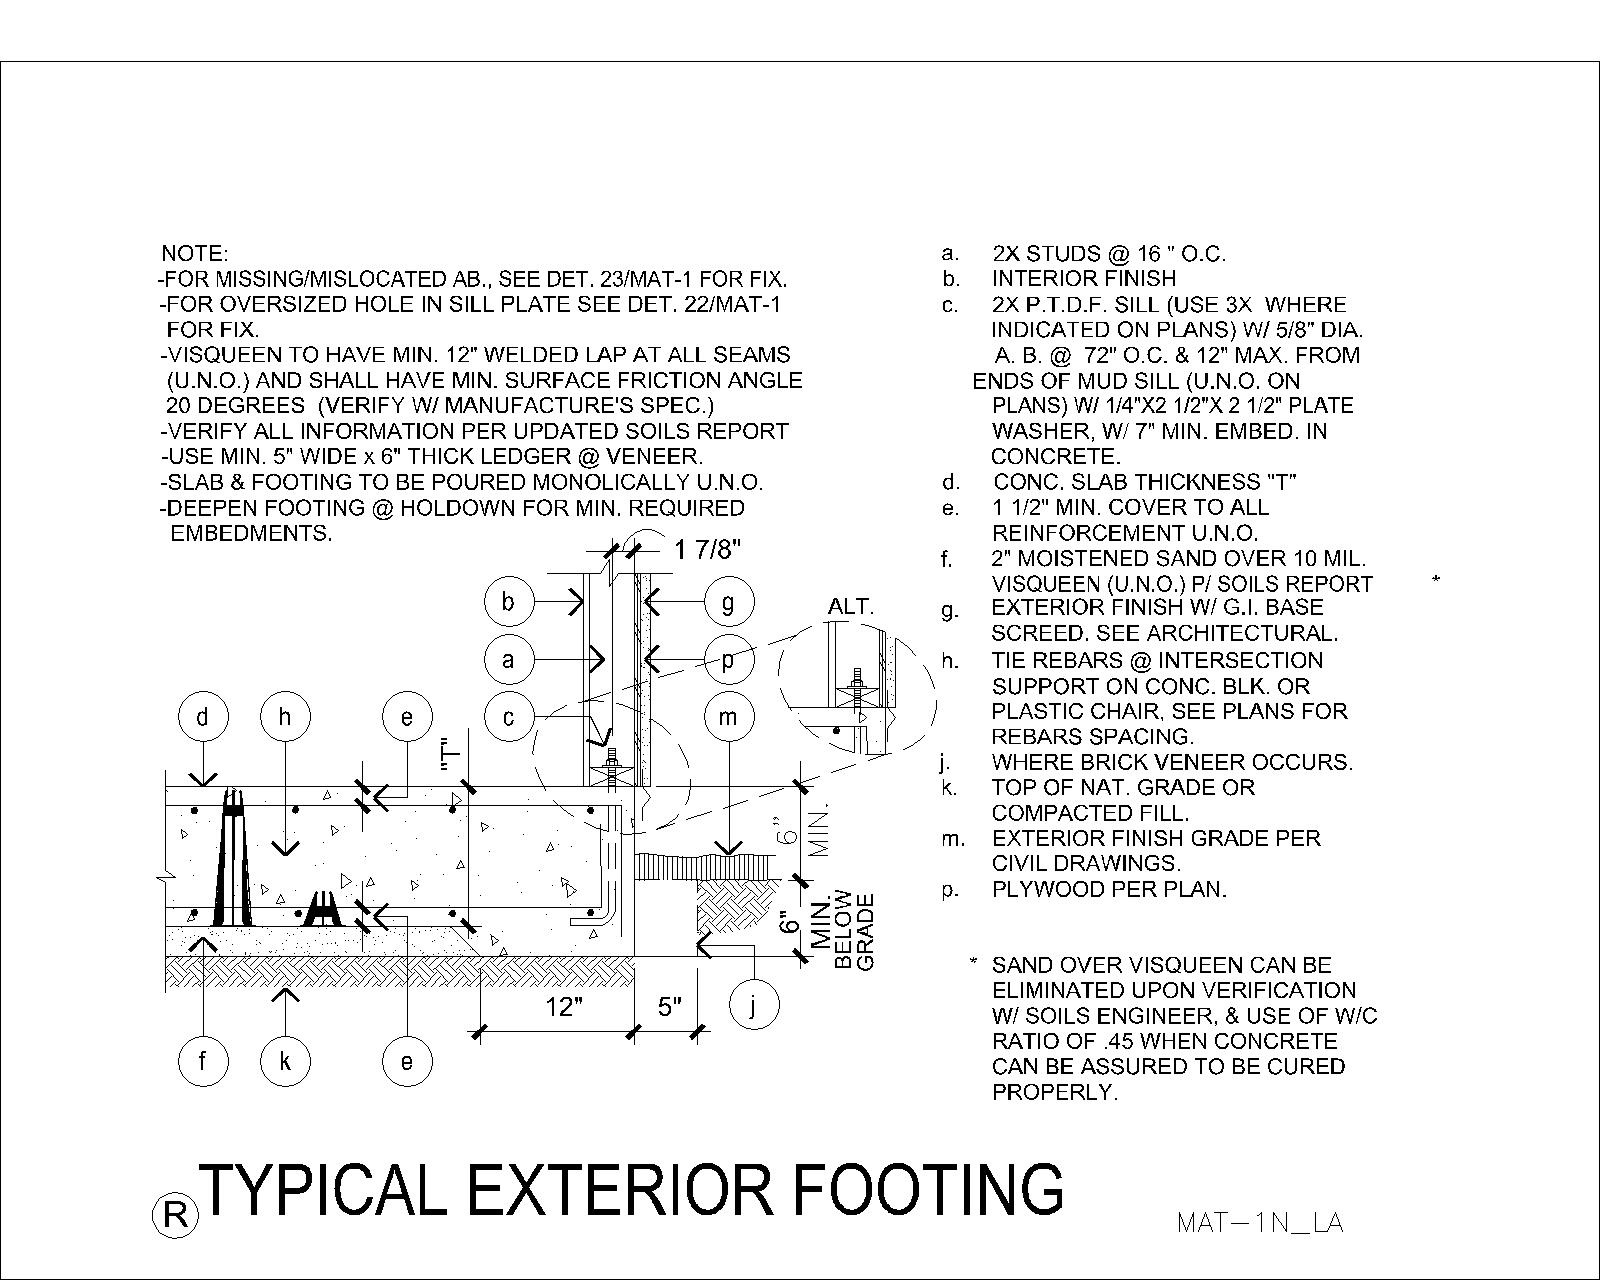 NOTE:
-FOR MISSING/MISLOCATED AB., SEE DET. 23/MAT-1 FOR FIX.
-FOR OVERSIZED HOLE IN SILL PLATE SEE DET. 22/MAT-1
FOR FIX.
-VISQUEEN TO HAVE MIN. 12" WELDED LAP AT ALL SEAMS
(U.N.O.) AND SHALL HAVE MIN. SURFACE FRICTION ANGLE
20 DEGREES (VERIFY W/ MANUFACTURE'S SPEC.)
-VERIFY ALL INFORMATION PER UPDATED SOILS REPORT
-USE MIN. 5" WIDE x 6" THICK LEDGER @ VENEER.
-SLAB & FOOTING TO BE POURED MONOLICALLY U.N.O.
-DEEPEN FOOTING @ HOLDOWN FOR MIN. REQUIRED
EMBEDMENTS.
a. 2X STUDS @ 16 " O.C.
b. INTERIOR FINISH
c. 2X P.T.D.F. SILL (USE 3X WHERE
INDICATED ON PLANS) W/ 5/8" DIA.
A. B. @ 72" O.C. & 12" MAX. FROM
ENDS OF MUD SILL (U.N.O. ON
PLANS) W/ 1/4"X2 1/2"X 2 1/2" PLATE
WASHER, W/ 7" MIN. EMBED. IN
CONCRETE.
d. CONC. SLAB THICKNESS "T"
e. 1 1/2" MIN. COVER TO ALL
REINFORCEMENT U.N.O.
f. 2" MOISTENED SAND OVER 10 MIL.
VISQUEEN (U.N.O.) P/ SOILS REPORT *
g. EXTERIOR FINISH W/ G.I. BASE
SCREED. SEE ARCHITECTURAL.
h. TIE REBARS @ INTERSECTION
SUPPORT ON CONC. BLK. OR
PLASTIC CHAIR, SEE PLANS FOR
REBARS SPACING.
j. WHERE BRICK VENEER OCCURS.
k. TOP OF NAT. GRADE OR
COMPACTED FILL.
m. EXTERIOR FINISH GRADE PER
CIVIL DRAWINGS.
p. PLYWOOD PER PLAN.
* SAND OVER VISQUEEN CAN BE
ELIMINATED UPON VERIFICATION
W/ SOILS ENGINEER, & USE OF W/C
RATIO OF .45 WHEN CONCRETE
CAN BE ASSURED TO BE CURED
PROPERLY.
1 7/8"
b
g
ALT.
a
p
d
h
e
c
m
"T"
6"
MIN.
6"
MIN.
BELOW
GRADE
12"
5"
j
f
k
e
R TYPICAL EXTERIOR FOOTING
MAT-1N_LA